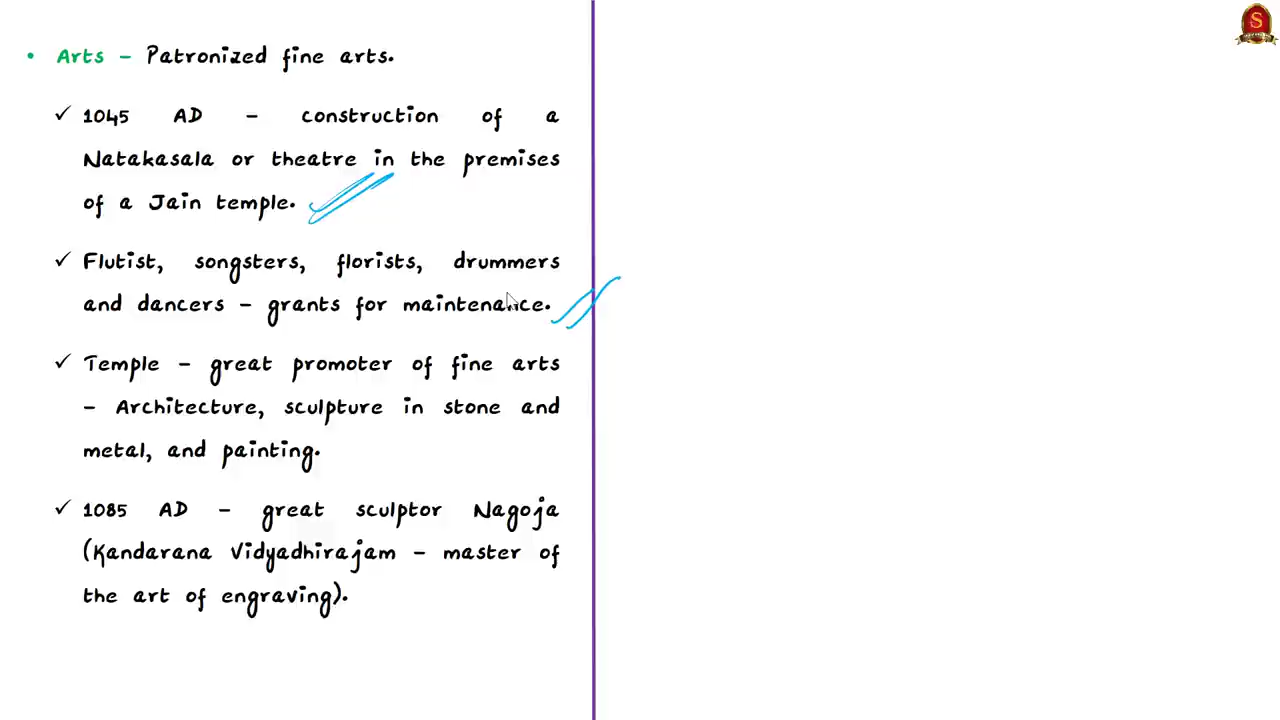 • Arts – Patronized fine arts.
✓ 1045 AD – construction of a
Natakasala or theatre in the premises
of a Jain temple.
✓ Flutist, songsters, florists, drummers
and dancers – grants for maintenance.
✓ Temple – great promoter of fine arts
– Architecture, sculpture in stone and
metal, and painting.
✓ 1085 AD – great sculptor Nagoja
(Kandarana Vidyadhirajam – master of
the art of engraving).
S